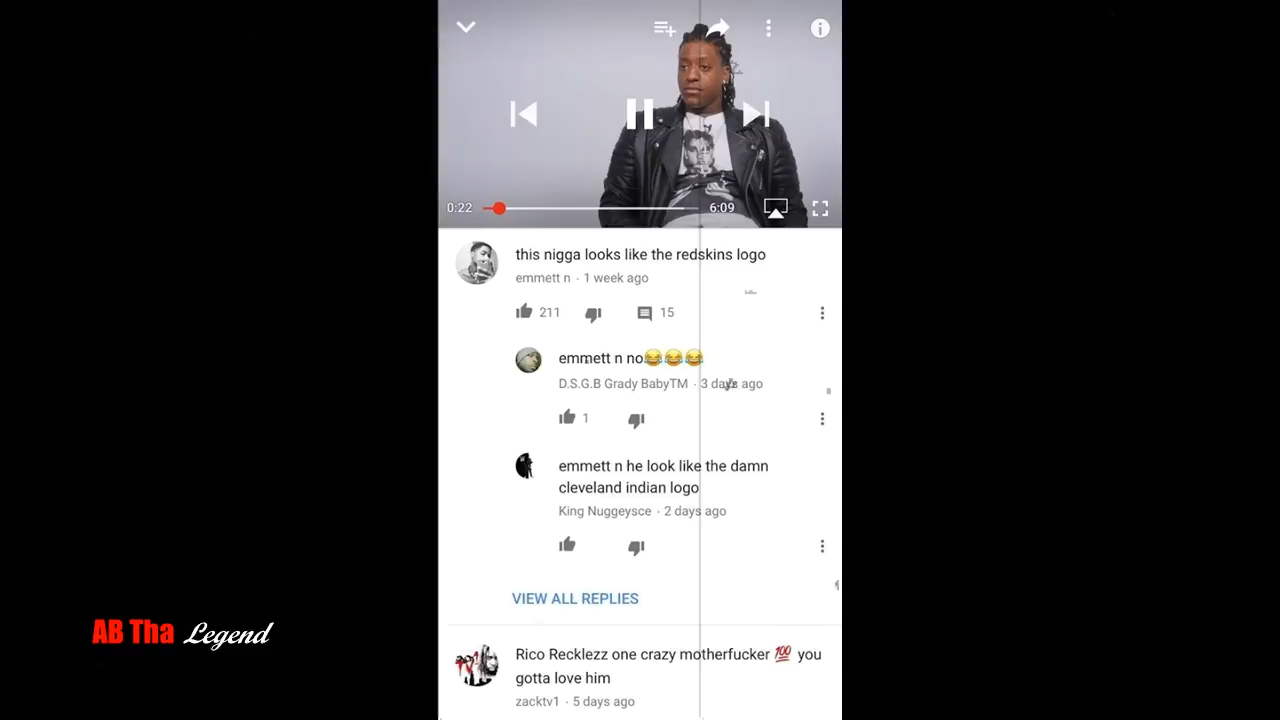 0:22
6:09
this nigga looks like the redskins logo
emmett n · 1 week ago
211
15
emmett n no😂😂😂
D.S.G.B Grady BabyTM · 3 days ago
1
emmett n he look like the damn
cleveland indian logo
King Nuggeysce · 2 days ago
VIEW ALL REPLIES
AB Tha Legend
Rico Recklezz one crazy motherfucker 💯 you
gotta love him
zacktv1 · 5 days ago